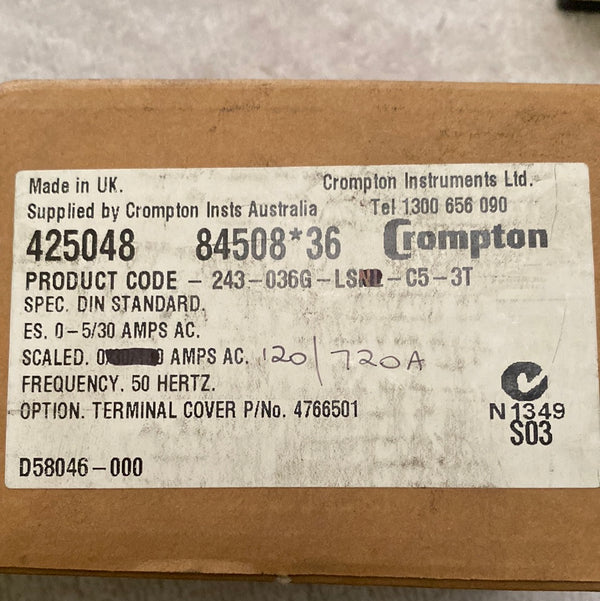 Made in UK. Crompton Instruments Ltd.
Supplied by Crompton Insts Australia Tel 1300 656 090
425048 84508*36 Crompton
PRODUCT CODE - 243-036G-LS -C5-3T
SPEC. DIN STANDARD.
ES. 0-5/30 AMPS AC.
SCALED. 0 AMPS AC. 120/720A
FREQUENCY. 50 HERTZ.
OPTION. TERMINAL COVER P/No. 4766501
N1349
S03
D58046-000